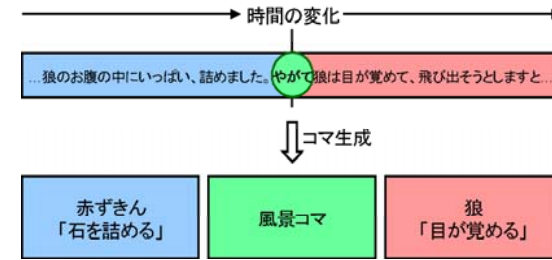 時間の変化
…狼のお腹の中にいっぱい、詰めました。やがて狼は目が覚めて、飛び出そうとしますと…
コマ生成
赤ずきん
「石を詰める」
風景コマ
狼
「目が覚める」